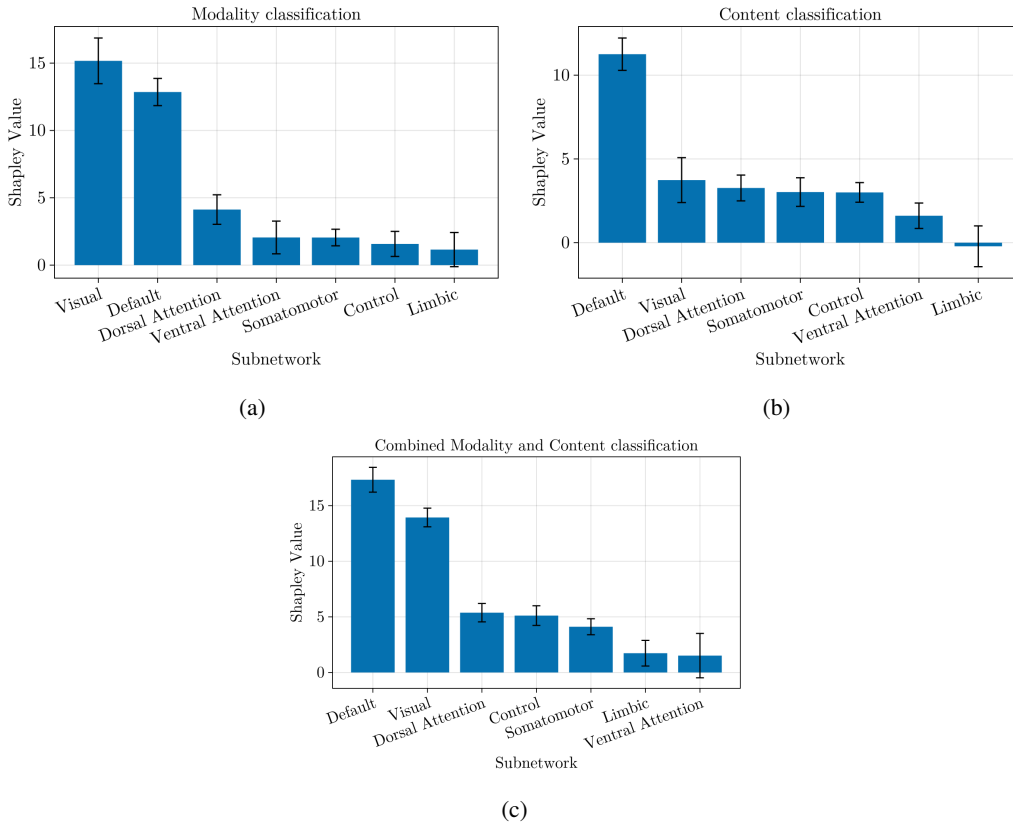 Modality classification
Shapley Value
15
10
5
0
Visual
Default
Dorsal Attention
Ventral Attention
Somatomotor
Control
Limbic
Subnetwork
(a)
Content classification
Shapley Value
10
5
0
Default
Visual
Dorsal Attention
Somatomotor
Control
Ventral Attention
Limbic
Subnetwork
(b)
Combined Modality and Content classification
Shapley Value
15
10
5
0
Default
Visual
Dorsal Attention
Control
Somatomotor
Limbic
Ventral Attention
Subnetwork
(c)